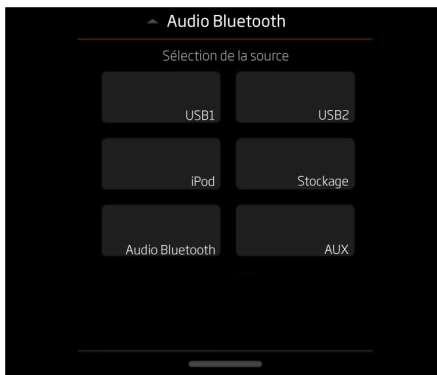 Audio Bluetooth
Sélection de la source
USB1
USB2
iPod
Stockage
Audio Bluetooth
AUX